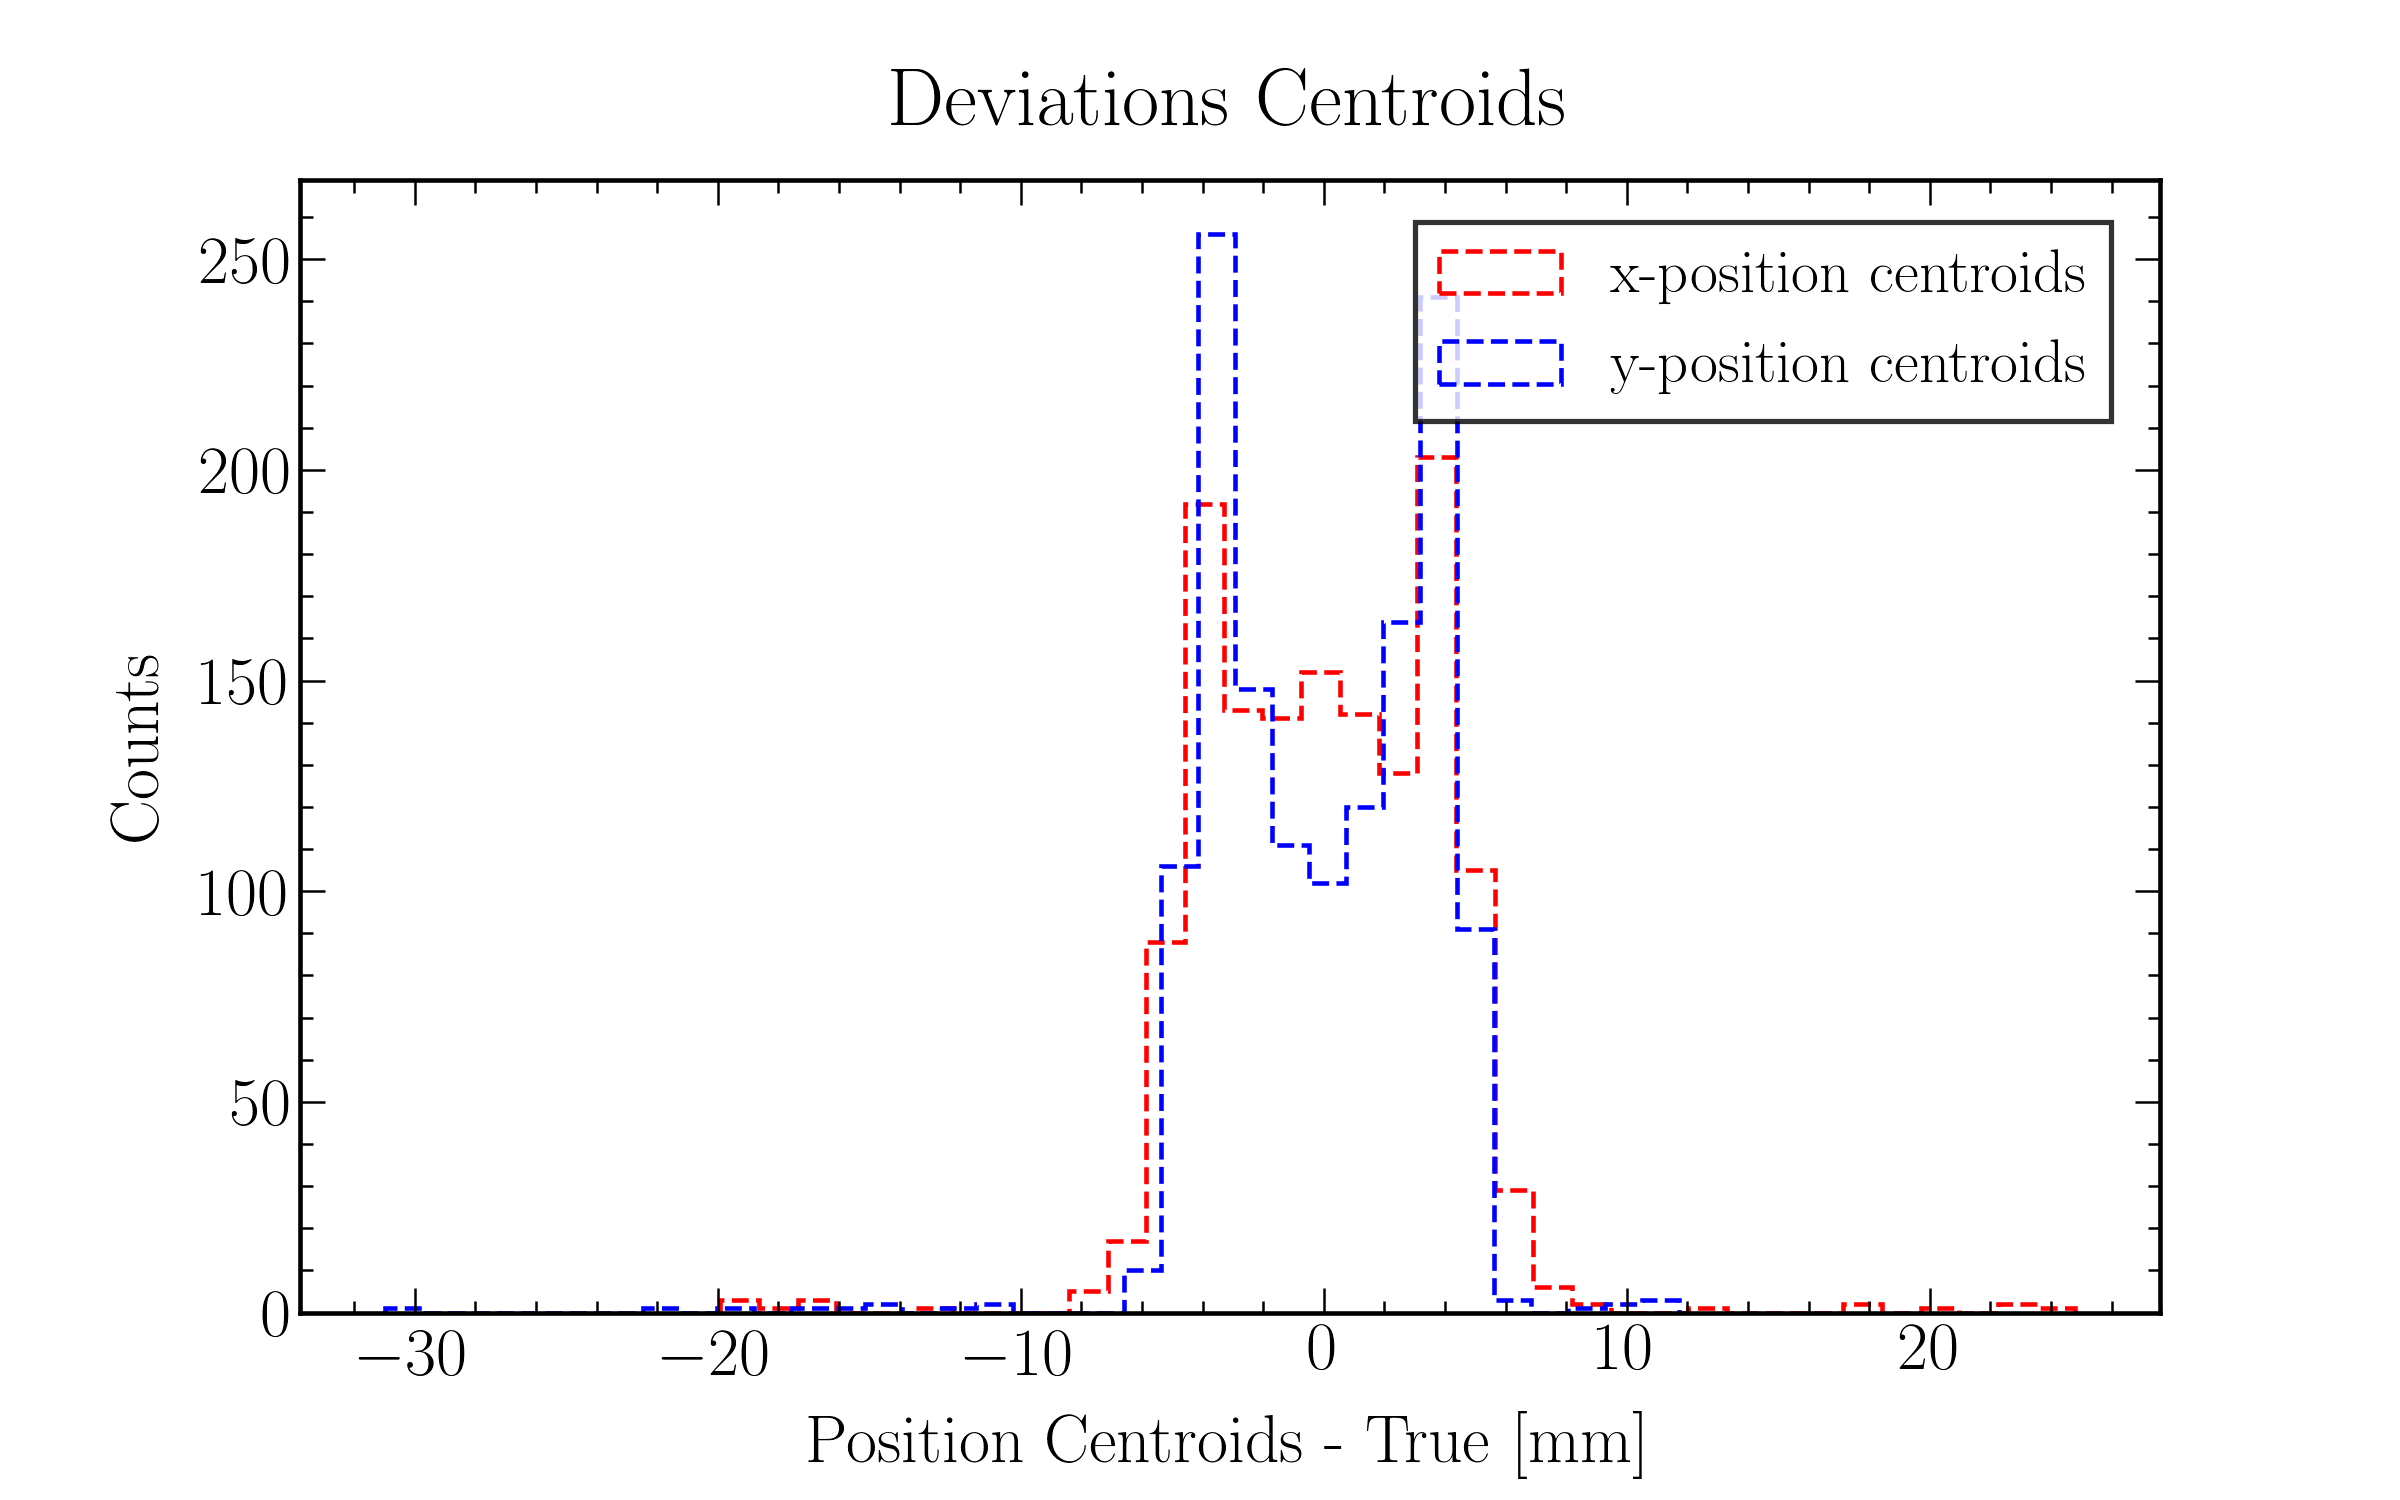 Deviations Centroids
x-position centroids
y-position centroids
Counts
250
200
150
100
50
0
−30 −20 −10 0 10 20
Position Centroids - True [mm]